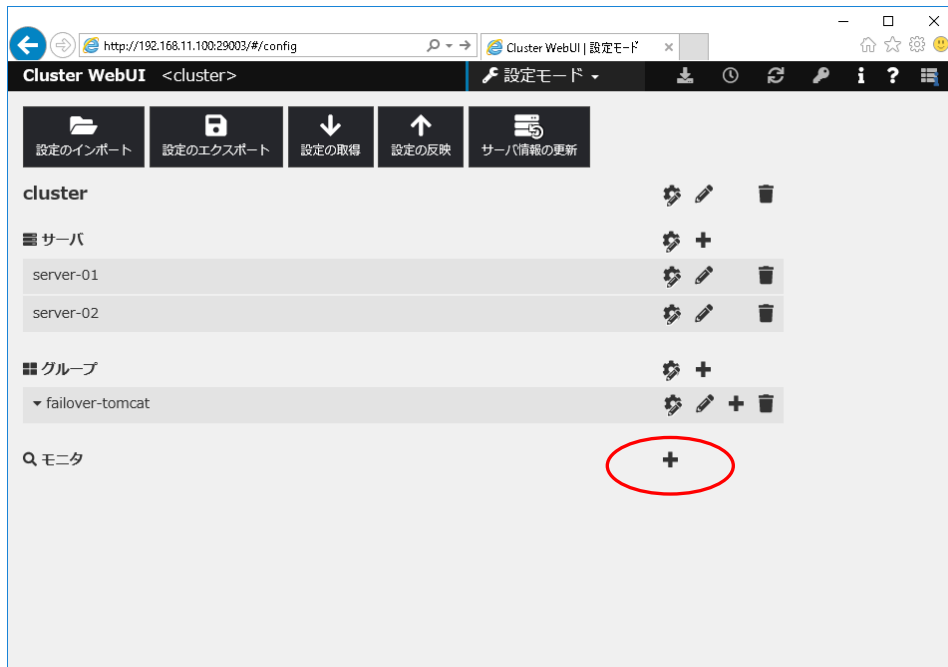 http://192.168.11.100:29003/#/config
Cluster WebUI | 設定モード
Cluster WebUI <cluster>
設定モード
設定のインポート
設定のエクスポート
設定の取得
設定の反映
サーバ情報の更新
cluster
サーバ
server-01
server-02
グループ
failover-tomcat
モニタ